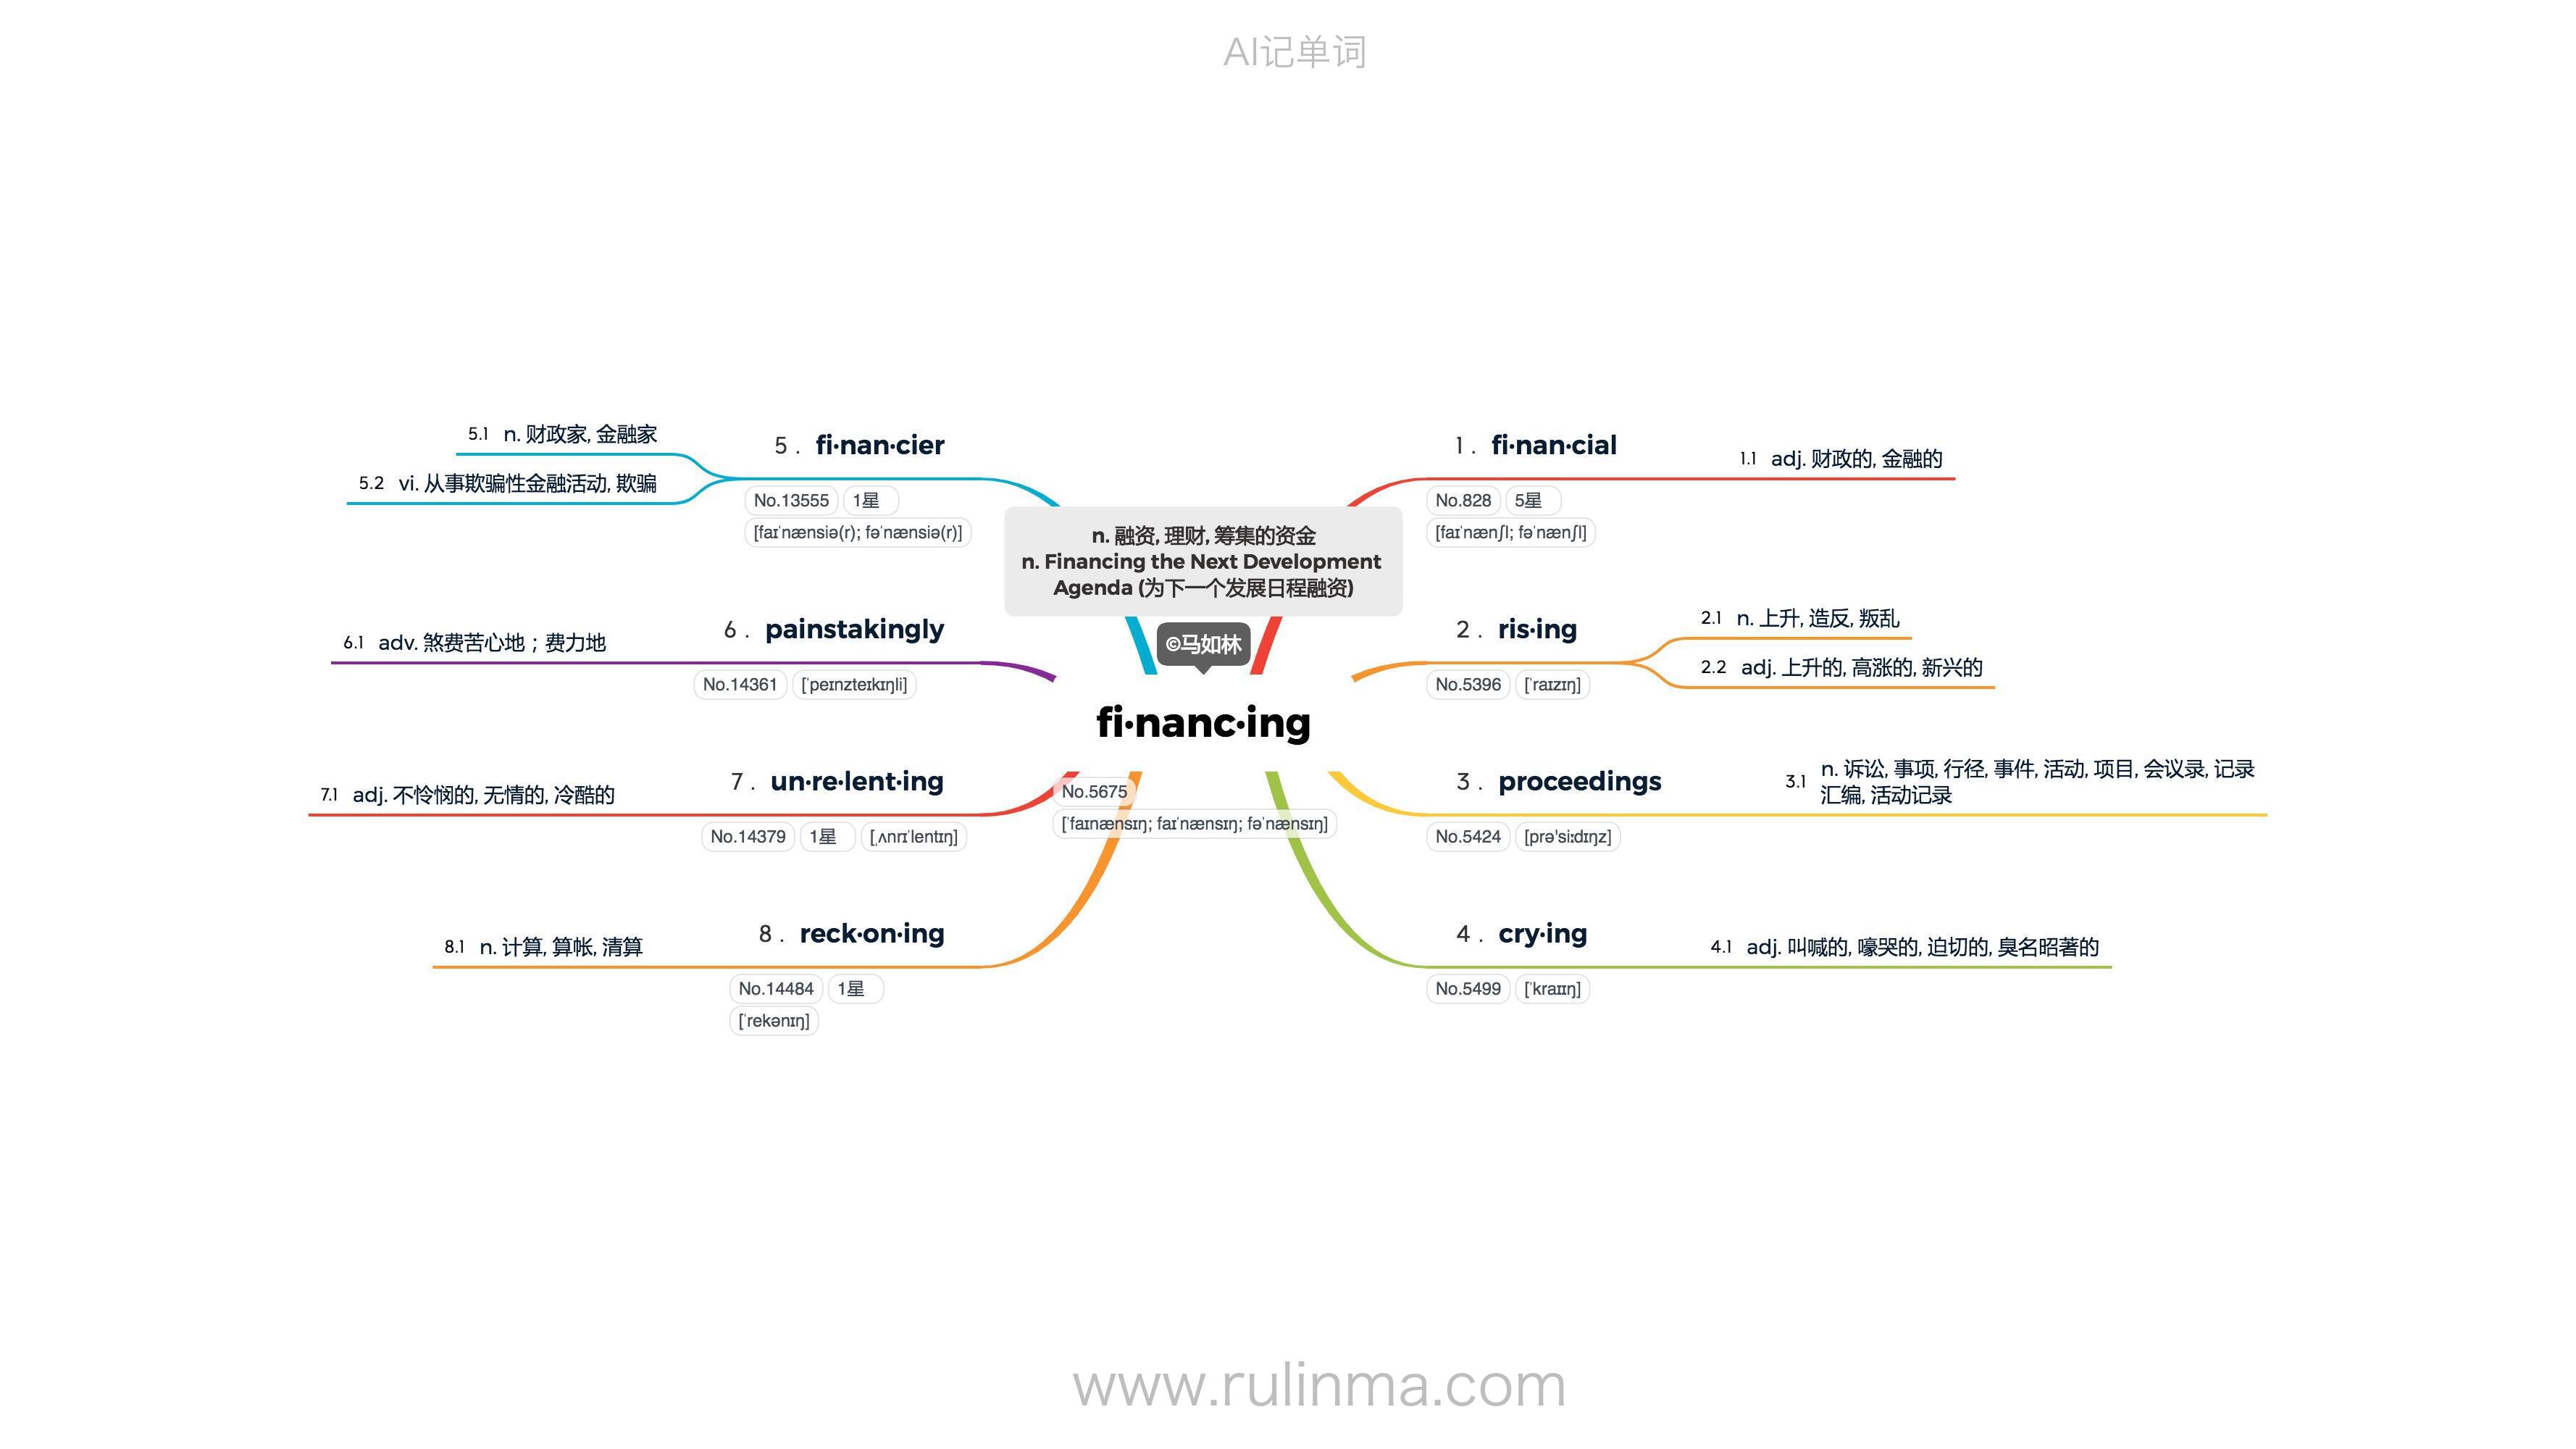 AI记单词
n. 融资, 理财, 筹集的资金
n. Financing the Next Development
Agenda (为下一个发展日程融资)
©马如林
fi·nanc·ing
No.5675
[ˈfaɪnænsɪŋ; faɪˈnænsɪŋ; fəˈnænsɪŋ]
1. fi·nan·cial
No.828 5星
[faɪˈnænʃl; fəˈnænʃl]
1.1 adj. 财政的, 金融的
2. ris·ing
No.5396 [ˈraɪzɪŋ]
2.1 n. 上升, 造反, 叛乱
2.2 adj. 上升的, 高涨的, 新兴的
3. proceedings
No.5424 [prə'siːdɪŋz]
3.1 n. 诉讼, 事项, 行径, 事件, 活动, 项目, 会议录, 记录
汇编, 活动记录
4. cry·ing
No.5499 [ˈkraɪɪŋ]
4.1 adj. 叫喊的, 嚎哭的, 迫切的, 臭名昭著的
5. fi·nan·cier
No.13555 1星
[faɪˈnænsiə(r); fəˈnænsiə(r)]
5.1 n. 财政家, 金融家
5.2 vi. 从事欺骗性金融活动, 欺骗
6. painstakingly
No.14361 [ˈpeɪnzteɪkɪŋli]
6.1 adv. 煞费苦心地；费力地
7. un·re·lent·ing
No.14379 1星 [ˌʌnrɪˈlentɪŋ]
7.1 adj. 不怜悯的, 无情的, 冷酷的
8. reck·on·ing
No.14484 1星
[ˈrekənɪŋ]
8.1 n. 计算, 算帐, 清算
www.rulinma.com